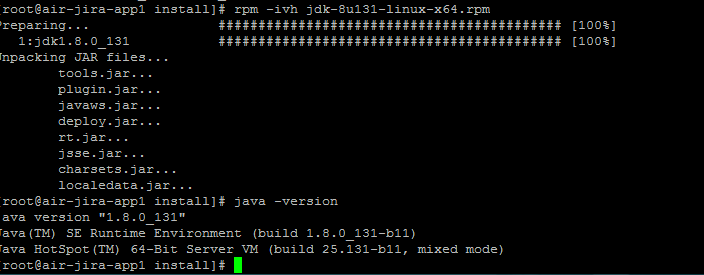 [root@air-jira-app1 install]# rpm -ivh jdk-8u131-linux-x64.rpm
Preparing... ########################################### [100%]
1:jdk1.8.0_131 ########################################### [100%]
Unpacking JAR files...
tools.jar...
plugin.jar...
javaws.jar...
deploy.jar...
rt.jar...
jsse.jar...
charsets.jar...
localedata.jar...
[root@air-jira-app1 install]# java -version
java version "1.8.0_131"
Java(TM) SE Runtime Environment (build 1.8.0_131-b11)
Java HotSpot(TM) 64-Bit Server VM (build 25.131-b11, mixed mode)
[root@air-jira-app1 install]#